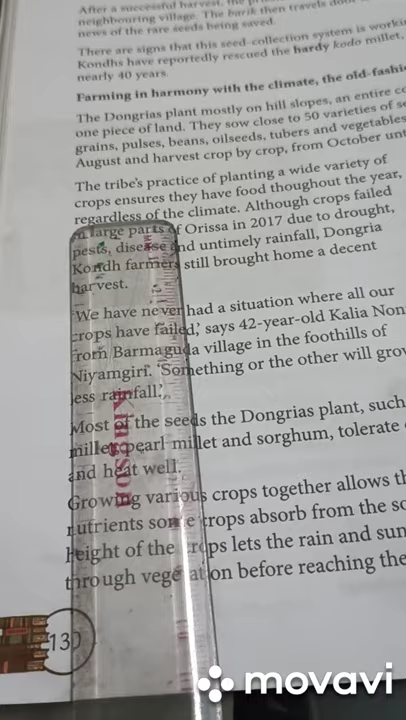 After a successful harvest, the
neighbouring village. The barik then travels
news of the rare seeds being saved.
There are signs that this seed-collection system is
Kondhs have reportedly rescued the hardy kodo millet,
nearly 40 years.
Farming in harmony with the climate, the
The Dongrias plant mostly on hill slopes, an entire
one piece of land. They sow close to 50 varieties of
grains, pulses, beans, oilseeds, tubers and vegetables
August and harvest crop by crop, from October
The tribe's practice of planting a wide variety of
crops ensures they have food thoughout the year,
regardless of the climate. Although crops failed
in large parts of Orissa in 2017 due to drought,
pests, disease and untimely rainfall, Dongria
Kondh farmers still brought home a decent
harvest.
'We have never had a situation where all our
crops have failed,' says 42-year-old Kalia
from Barmaguda village in the foothills of
Niyamgiri. 'Something or the other will
less rainfall.'
Most of the seeds the Dongrias plant, such
millet, pearl millet and sorghum, tolerate
and heat well.
Growing various crops together allows
nutrients some crops absorb from the
height of the crops lets the rain and
through vegetation before reaching the
130
Kingson
movavi